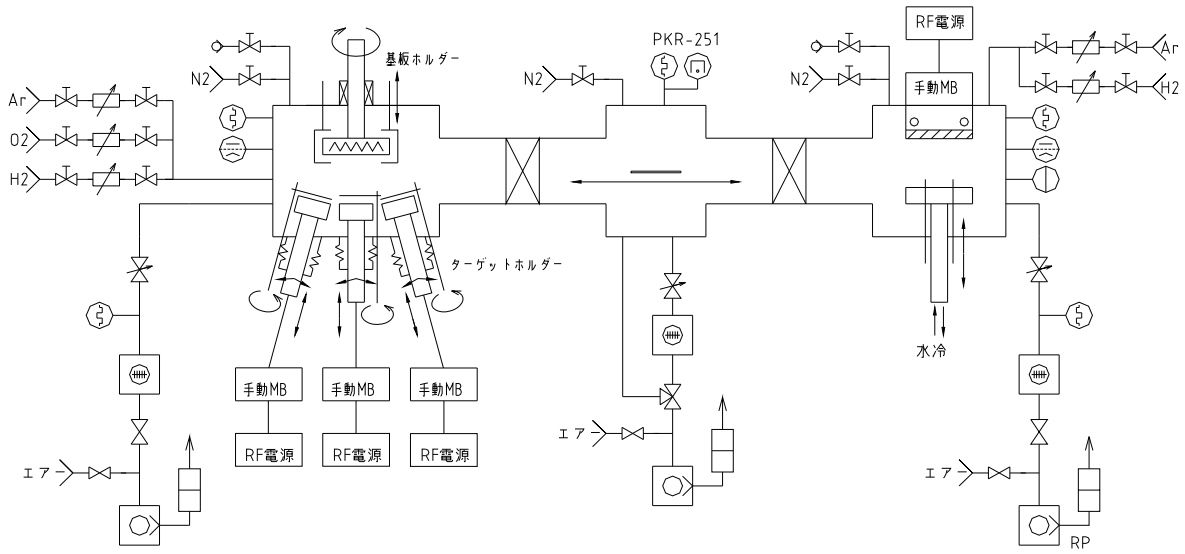 RF電源
PKR-251
基板ホルダー
N2
N2
N2
手動MB
Ar
H2
Ar
O2
H2
ターゲットホルダー
水冷
手動MB
手動MB
手動MB
RF電源
RF電源
RF電源
エアー
エアー
エアー
RP